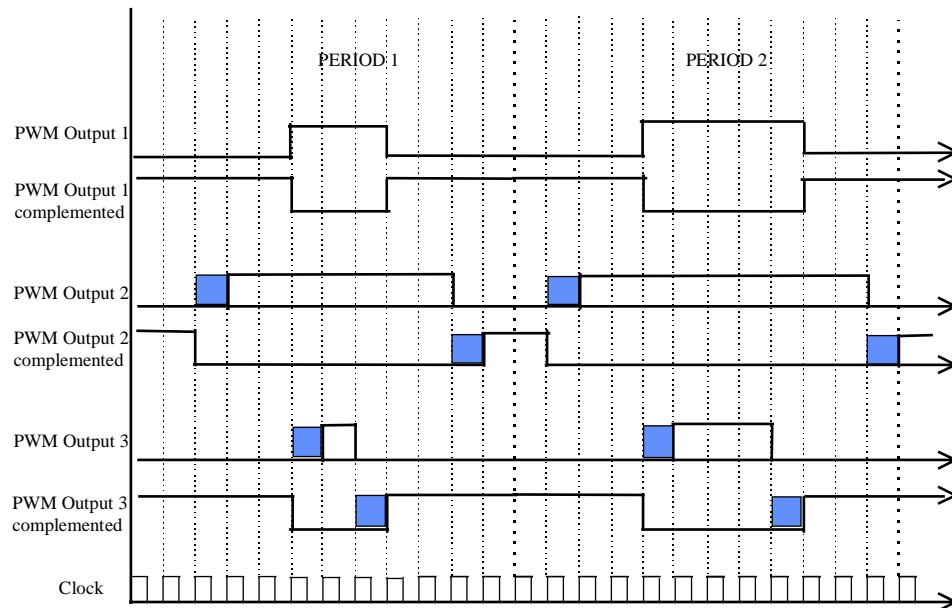 PERIOD 1
PERIOD 2
PWM Output 1
PWM Output 1
complemented
PWM Output 2
PWM Output 2
complemented
PWM Output 3
PWM Output 3
complemented
Clock